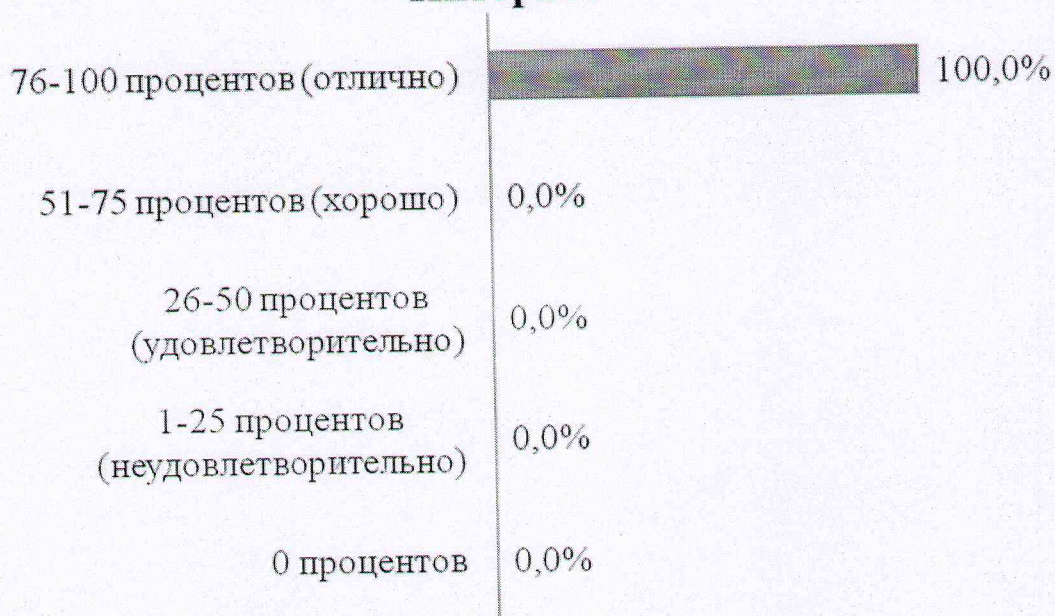 76-100 процентов (отлично)
100,0%
51-75 процентов (хорошо)
0,0%
26-50 процентов
(удовлетворительно)
0,0%
1-25 процентов
(неудовлетворительно)
0,0%
0 процентов
0,0%